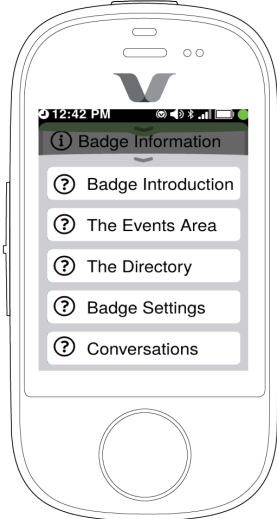 12:42 PM
Badge Information
Badge Introduction
The Events Area
The Directory
Badge Settings
Conversations